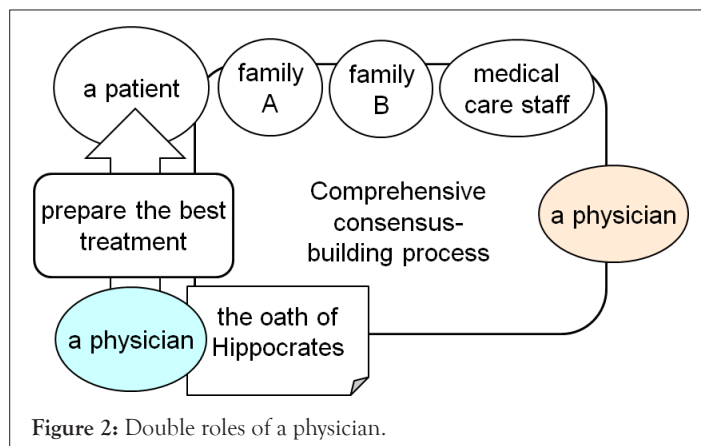 a patient
family
A
family
B
medical
care staff
prepare the best
treatment
Comprehensive
consensus-
building process
a physician
a physician
the oath of
Hippocrates
Figure 2: Double roles of a physician.